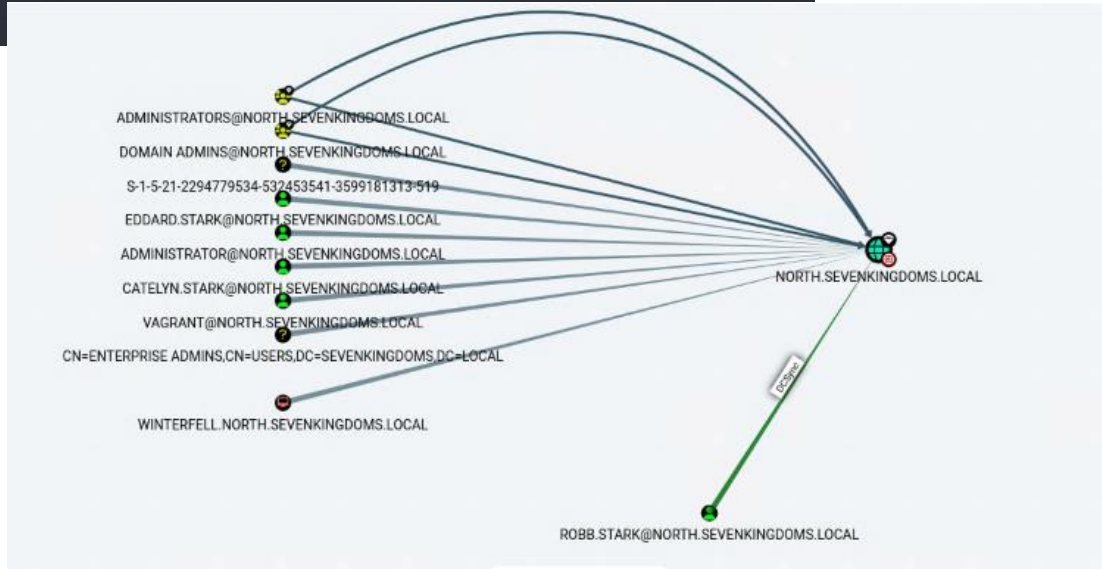 ADMINISTRATORS@NORTH.SEVENKINGDOMS.LOCAL
DOMAIN ADMINS@NORTH.SEVENKINGDOMS.LOCAL
S-1-5-21-2294779534-532453541-3599181313-519
EDDARD.STARK@NORTH.SEVENKINGDOMS.LOCAL
ADMINISTRATOR@NORTH.SEVENKINGDOMS.LOCAL
NORTH.SEVENKINGDOMS.LOCAL
CATELYN.STARK@NORTH.SEVENKINGDOMS.LOCAL
VAGRANT@NORTH.SEVENKINGDOMS.LOCAL
CN=ENTERPRISE ADMINS,CN=USERS,DC=SEVENKINGDOMS,DC=LOCAL
DCSync
WINTERFELL.NORTH.SEVENKINGDOMS.LOCAL
ROBB.STARK@NORTH.SEVENKINGDOMS.LOCAL